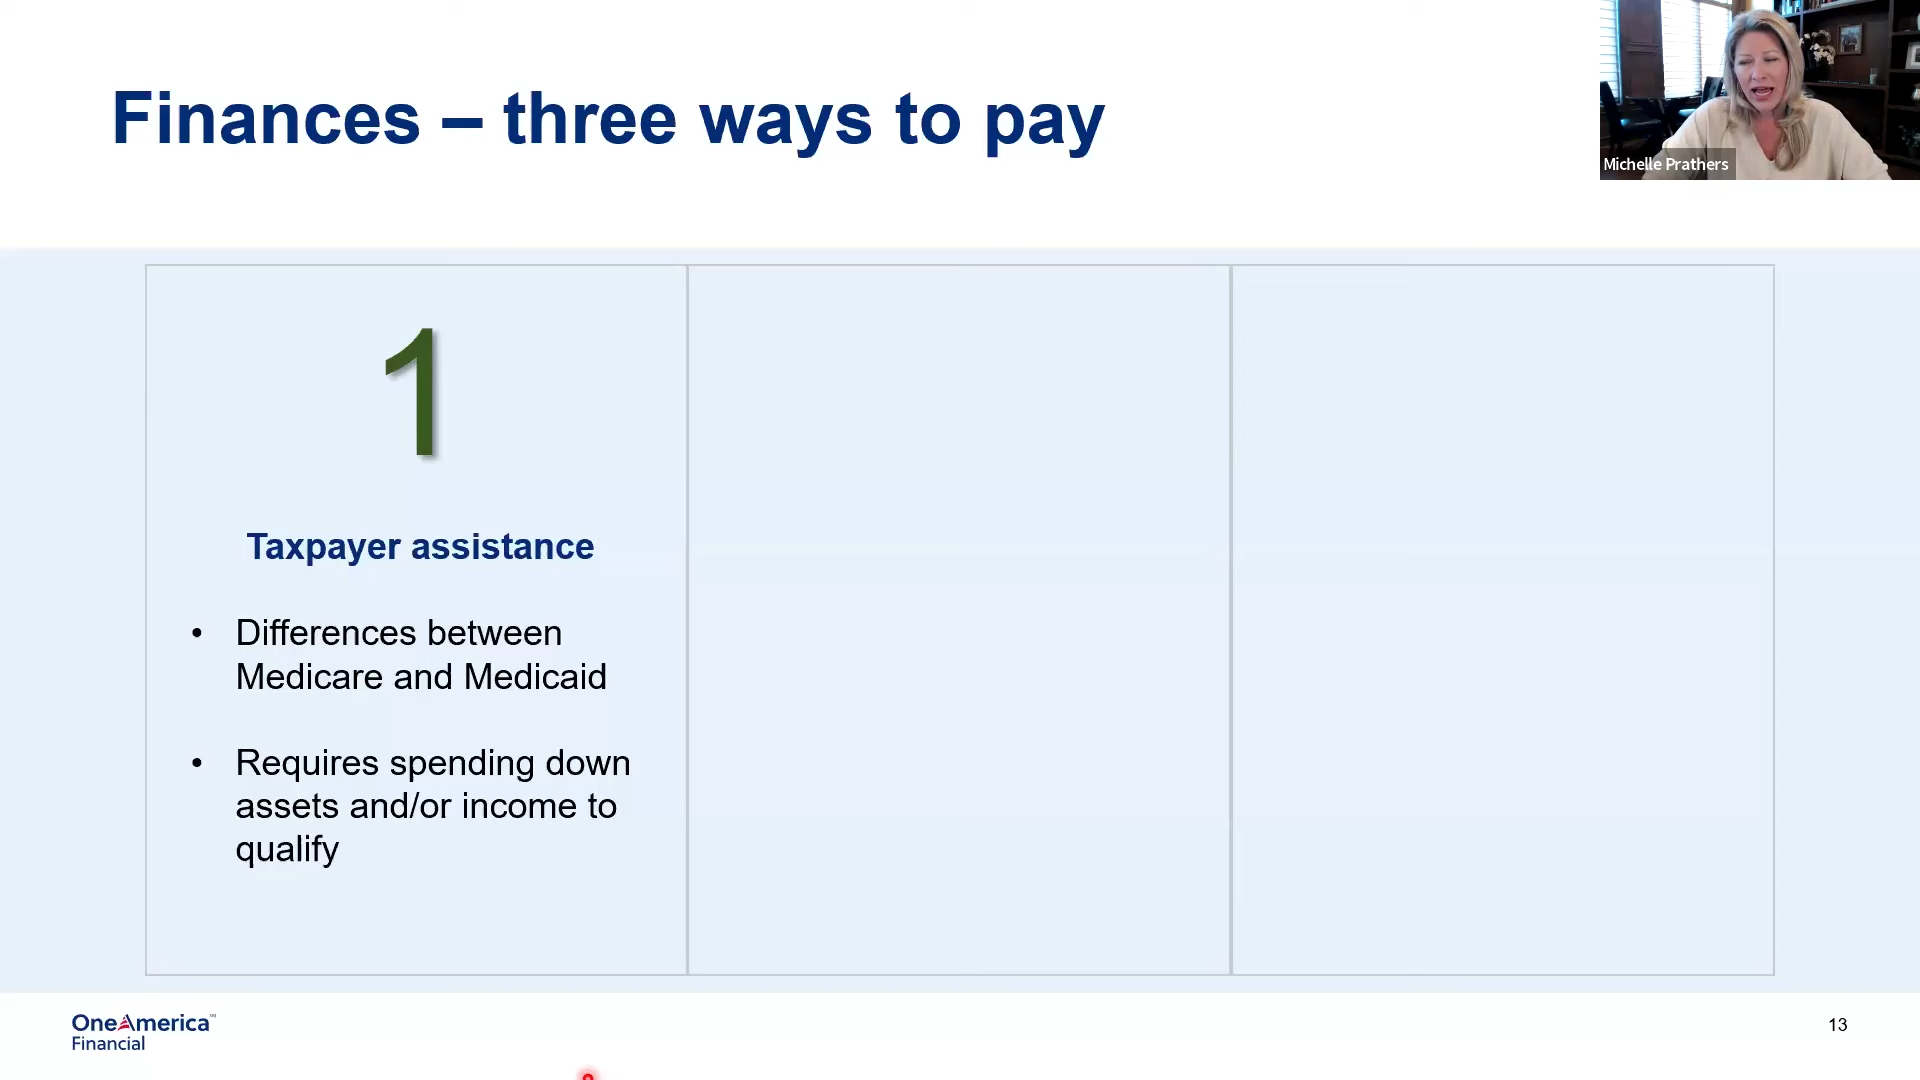 Finances – three ways to pay
Michelle Prathers
1
Taxpayer assistance
• Differences between
Medicare and Medicaid
• Requires spending down
assets and/or income to
qualify
OneAmerica™
Financial
13